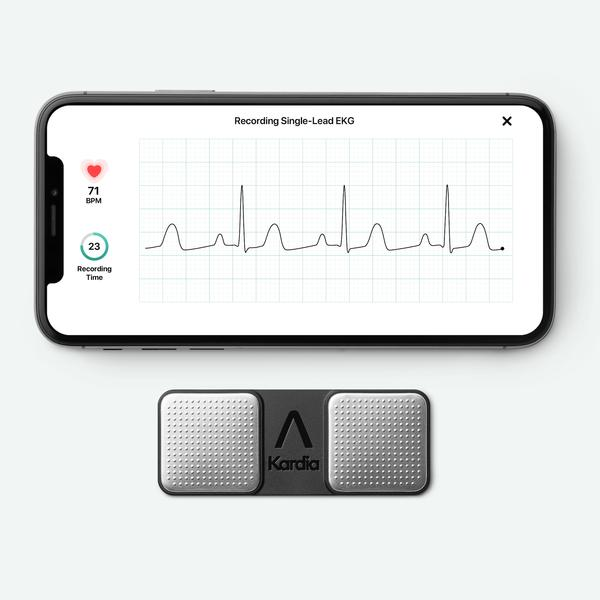 Recording Single-Lead EKG
71
BPM
23
Recording
Time
Kardia